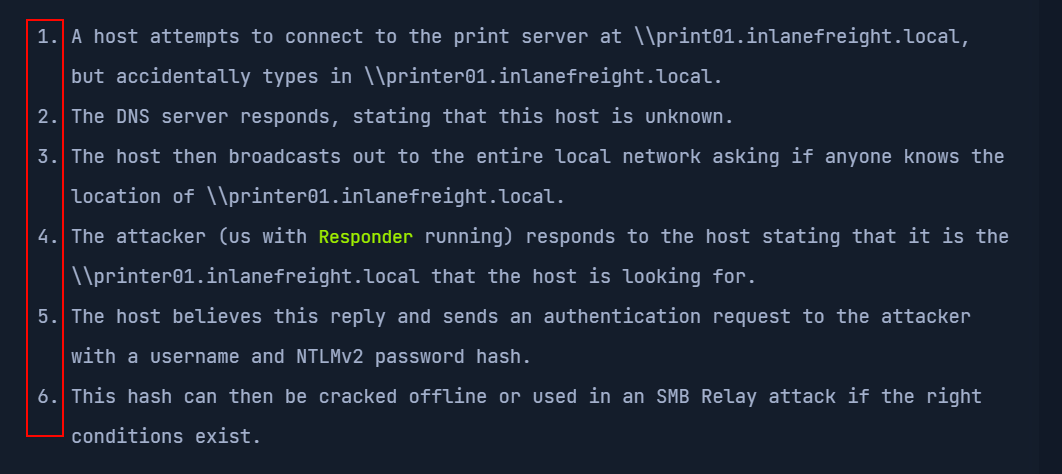 1. A host attempts to connect to the print server at \\print01.inlanefreight.local,
but accidentally types in \\printer01.inlanefreight.local.
2. The DNS server responds, stating that this host is unknown.
3. The host then broadcasts out to the entire local network asking if anyone knows the
location of \\printer01.inlanefreight.local.
4. The attacker (us with Responder running) responds to the host stating that it is the
\\printer01.inlanefreight.local that the host is looking for.
5. The host believes this reply and sends an authentication request to the attacker
with a username and NTLMv2 password hash.
6. This hash can then be cracked offline or used in an SMB Relay attack if the right
conditions exist.